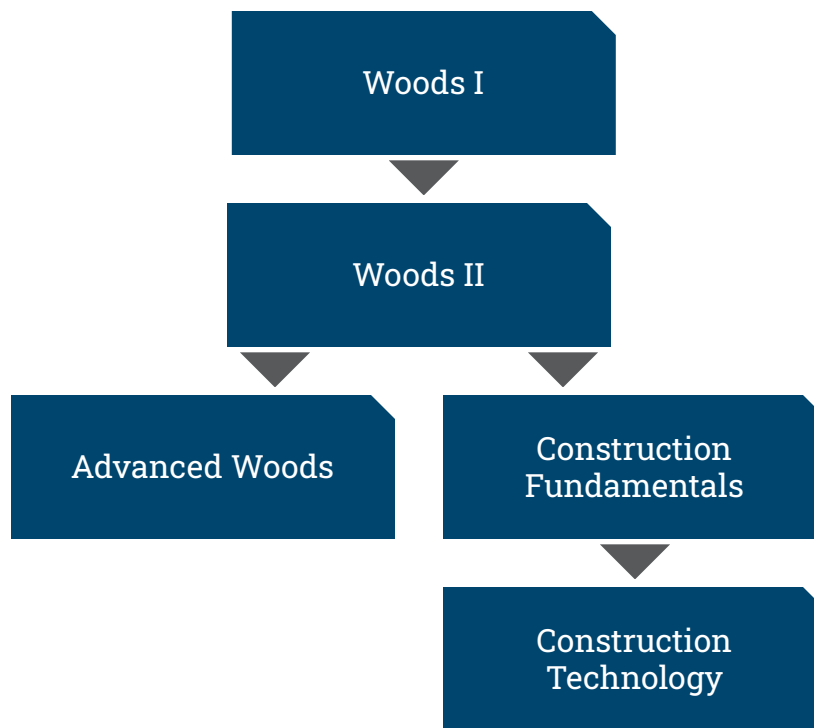 Woods I
Woods II
Advanced Woods
Construction
Fundamentals
Construction
Technology